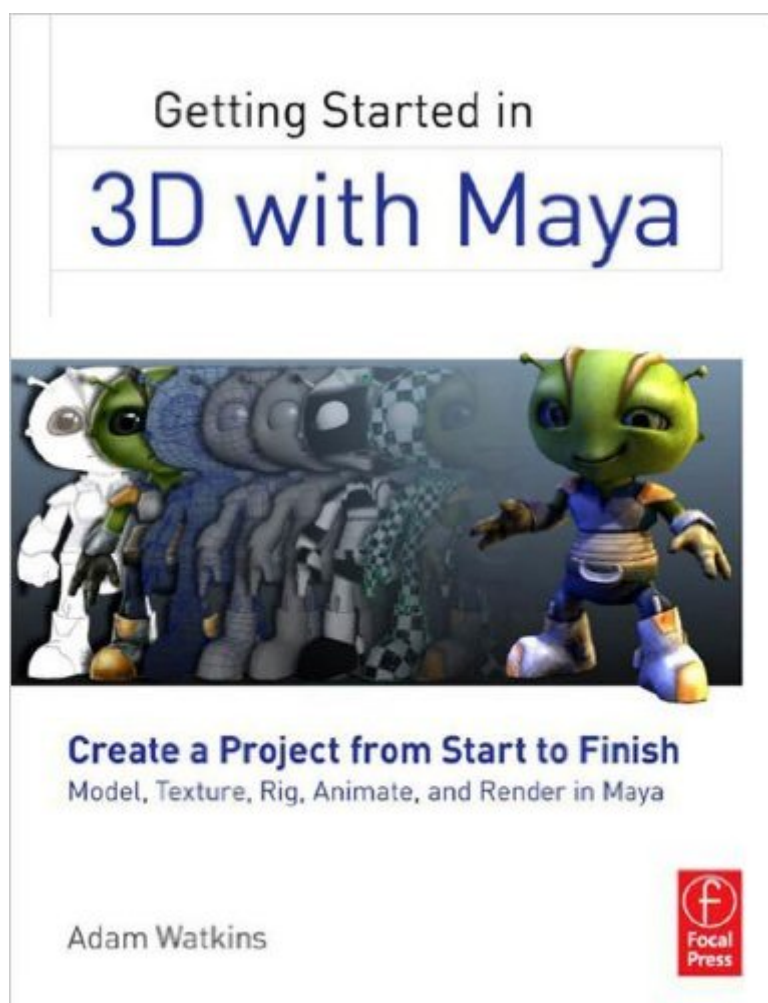 Getting Started in
3D with Maya
Create a Project from Start to Finish
Model, Texture, Rig, Animate, and Render in Maya
Adam Watkins
f
Focal
Press